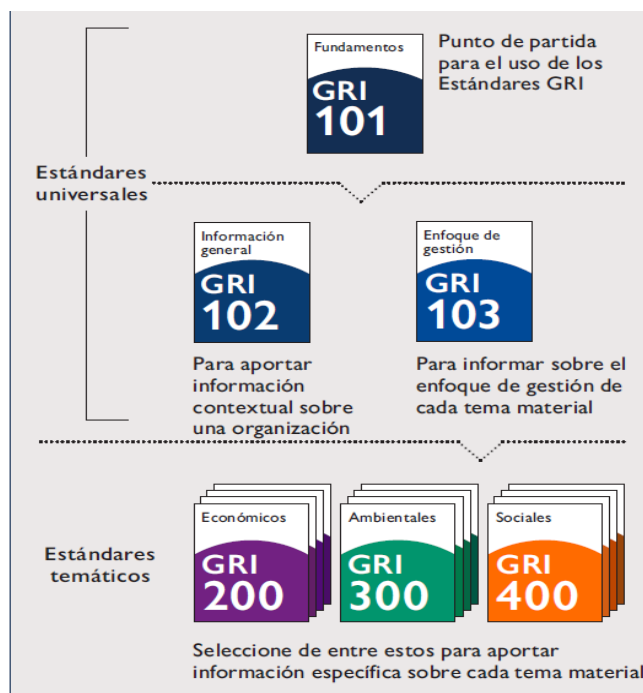 Fundamentos
GRI
101
Punto de partida
para el uso de los
Estándares GRI
Estándares
universales
Información
general
GRI
102
Enfoque de
gestión
GRI
103
Para aportar
información
contextual sobre
una organización
Para informar sobre el
enfoque de gestión de
cada tema material
Estándares
temáticos
Económicos
GRI
200
Ambientales
GRI
300
Sociales
GRI
400
Seleccione de entre estos para aportar
información específica sobre cada tema material